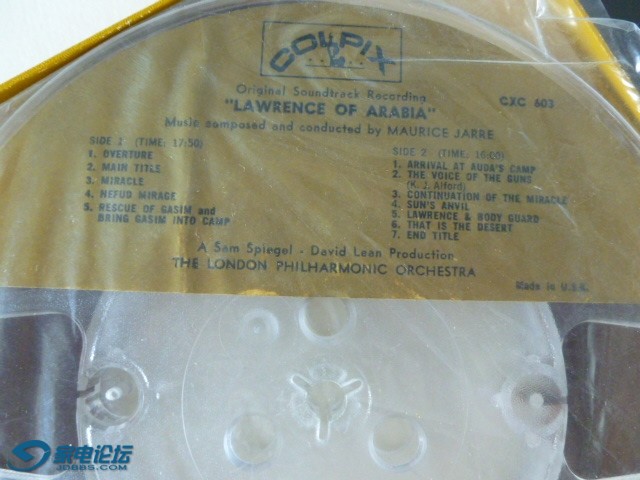 COLPIX
Original Soundtrack Recording
"LAWRENCE OF ARABIA"
CXC 603
Music composed and conducted by MAURICE JARRE
SIDE 1 (TIME: 17:50)
1. OVERTURE
2. MAIN TITLE
3. MIRACLE
4. NEFUD MIRAGE
5. RESCUE OF GASIM and
BRING GASIM INTO CAMP
SIDE 2 (TIME: 16:00)
1. ARRIVAL AT AUDA'S CAMP
2. THE VOICE OF THE GUNS
(K. J. Alford)
3. CONTINUATION OF THE MIRACLE
4. SUN'S ANVIL
5. LAWRENCE & BODY GUARD
6. THAT IS THE DESERT
7. END TITLE
A Sam Spiegel - David Lean Production
THE LONDON PHILHARMONIC ORCHESTRA
Made in U.S.A.
家电论坛
JDBBS.COM